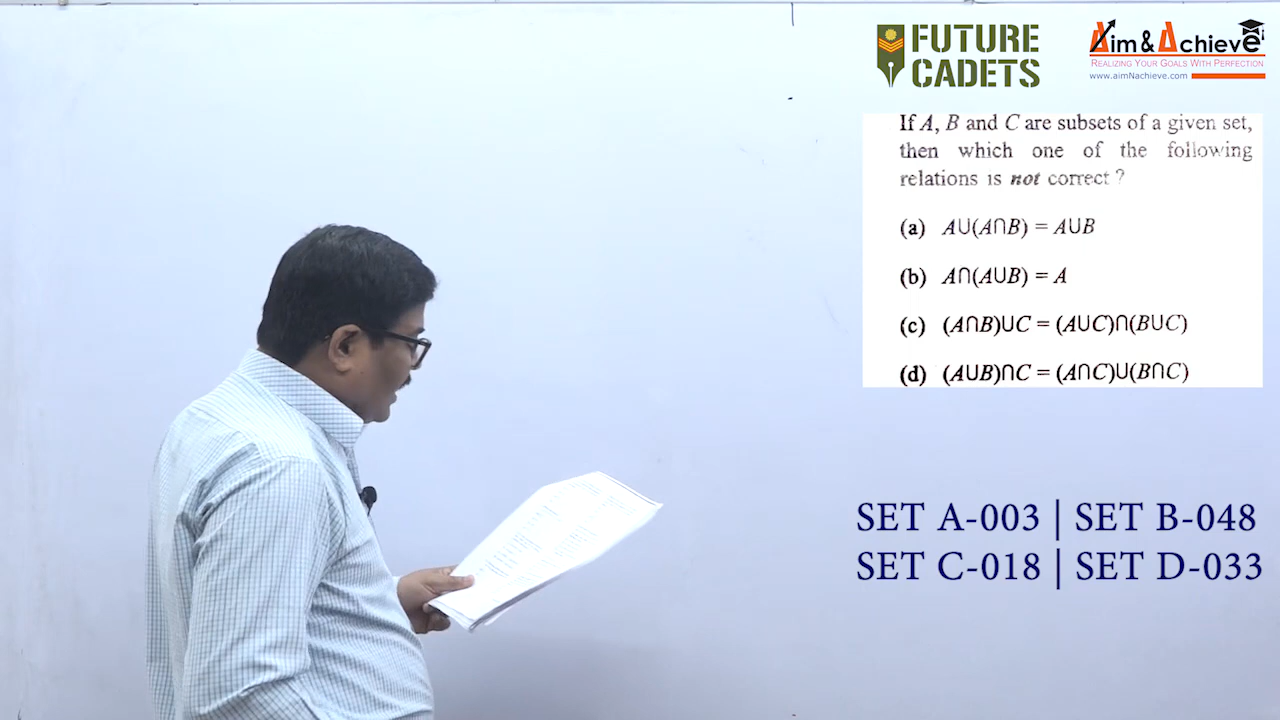 FUTURE
CADETS
Aim & Achieve
REALIZING YOUR GOALS WITH PERFECTION
www.aimNachieve.com
If A, B and C are subsets of a given set,
then which one of the following
relations is not correct ?
(a) A∪(A∩B) = A∪B
(b) A∩(A∪B) = A
(c) (A∩B)∪C = (A∪C)∩(B∪C)
(d) (A∪B)∩C = (A∩C)∪(B∩C)
SET A-003 | SET B-048
SET C-018 | SET D-033